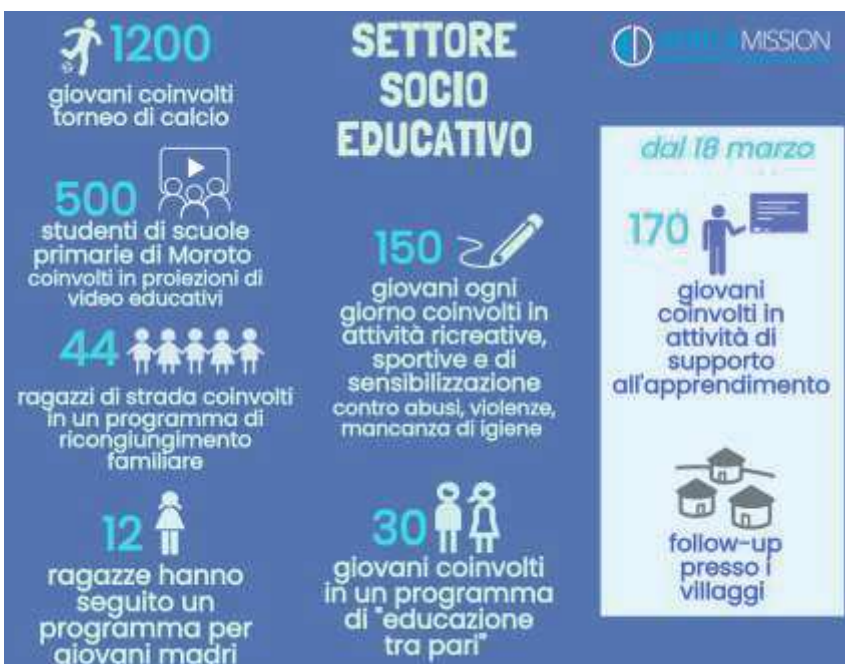 1200
giovani coinvolti
torneo di calcio
500
studenti di scuole
primarie di Moroto
coinvolti in proiezioni di
video educativi
44
ragazzi di strada coinvolti
in un programma di
ricongiungimento
familiare
12
ragazze hanno
seguito un
programma per
giovani madri
SETTORE
SOCIO
EDUCATIVO
150
giovani ogni
giorno coinvolti in
attività ricreative,
sportive e di
sensibilizzazione
contro abusi, violenze,
mancanza di igiene
30
giovani coinvolti
in un programma
di "educazione
tra pari"
MISSION
dal 18 marzo
170
giovani
coinvolti in
attività di
supporto
all'apprendimento
follow-up
presso i
villaggi